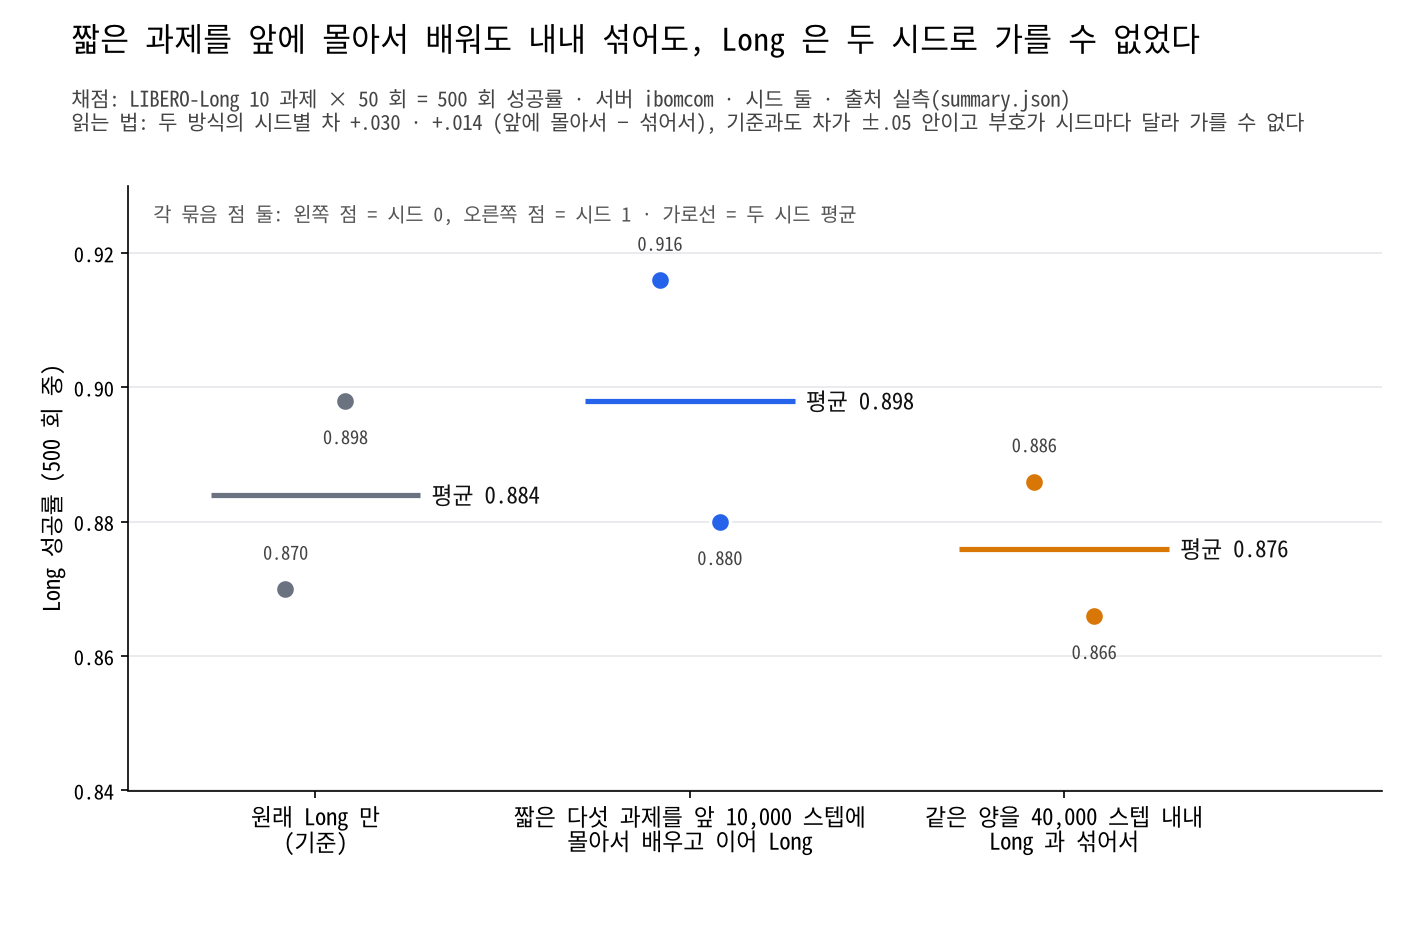 짧은 과제를 앞에 몰아서 배워도 내내 섞어도, Long 은 두 시드로 가를 수 없었다
채점: LIBERO-Long 10 과제 × 50 회 = 500 회 성공률 · 서버 ibomcom · 시드 둘 · 출처 실측(summary.json)
읽는 법: 두 방식의 시드별 차 +.030 · +.014 (앞에 몰아서 − 섞어서), 기준과도 차가 ±.05 안이고 부호가 시드마다 달라 가를 수 없다
각 묶음 점 둘: 왼쪽 점 = 시드 0, 오른쪽 점 = 시드 1 · 가로선 = 두 시드 평균
Long 성공률 (500 회 중)
0.92
0.90
0.88
0.86
0.84
0.898
평균 0.884
0.870
0.916
평균 0.898
0.880
0.886
평균 0.876
0.866
원래 Long 만
(기준)
짧은 다섯 과제를 앞 10,000 스텝에
몰아서 배우고 이어 Long
같은 양을 40,000 스텝 내내
Long 과 섞어서